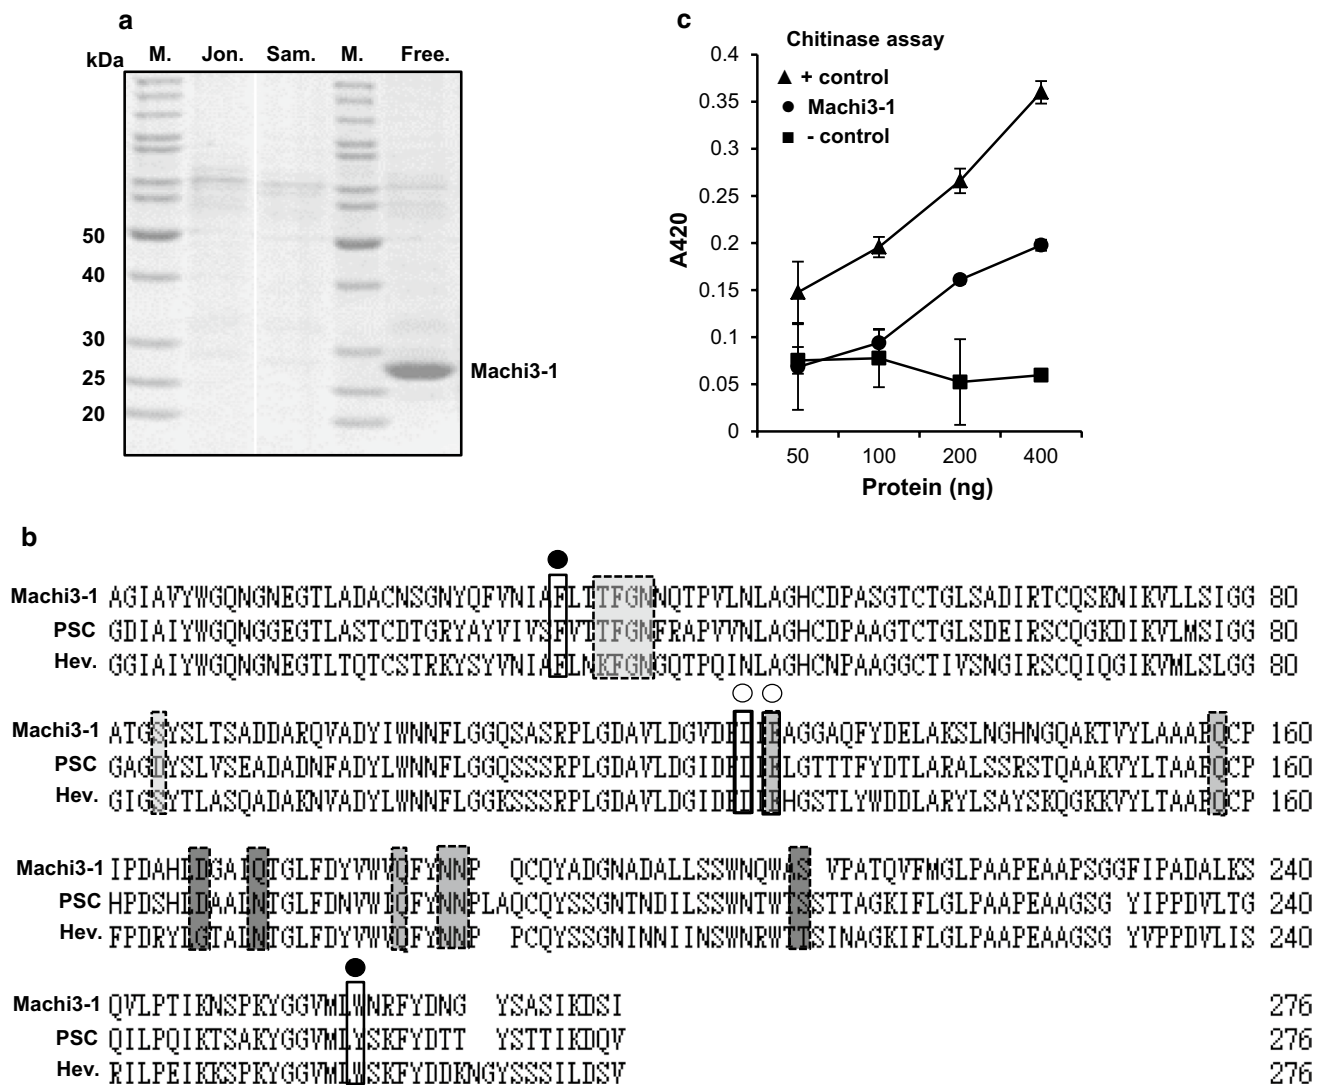 a
kDa M. Jon. Sam. M. Free.
50
40
30
25
20
Machi3-1
c
Chitinase assay
+ control
Machi3-1
- control
0.4
0.35
0.3
0.25
0.2
0.15
0.1
0.05
0
A420
50 100 200 400
Protein (ng)
b
Machi3-1 AGIAVYWGQNGNEGTLADACNSGNYQFVNIAFLTTFGNNQTPVLNLAGHCDPASGTCTGLSADIRTCQSKNIKVLLSIGG 80
PSC GDIAIYWGQNGGEGTLASTCDTGRYAYVIVSFVTTFGNFRAPVVNLAGHCDPAAGTCTGLSDEIRSCQGKDIKVLMSIGG 80
Hev. GGIAIYWGQNGNEGTLTQTCSTRKYSYVNIAFLNKFGNGQTPQINLAGHCNPAAGGCTIVSNGIRSCQIQGIKVMLSLGG 80
Machi3-1 ATGSYSLTSADDARQVADYIWNNFLGGQSASRPLGDAVLDGVDFDIEAGGAQFYDELAKSLNGHNGQAKTVYLAAAPQCP 160
PSC GAGDYSLVSEADADNFADYLWNNFLGGQSSSRPLGDAVLDGIDFDIELGTTTFYDTLARALSSRSTQAAKVYLTAAPQCP 160
Hev. GIGSYTLASQADAKNVADYLWNNFLGGKSSSRPLGDAVLDGIDFDIEHGSTLYWDDLARYLSAYSKQGKKVYLTAAPQCP 160
Machi3-1 IPDAHLDGAIQTGLFDYVWVQFYNNP QCQYADGNADALLSSWNQWAS VPATQVFMGLPAAPEAAPSGGFIPADALKS 240
PSC HPDSHLDAAINTGLFDNVWIQFYNNPLAQCQYSSGNTNDILSSWNTWTSSTTAGKIFLGLPAAPEAAGSG YIPPDVLTG 240
Hev. FPDRYLGTAINTGLFDYVWVQFYNNP PCQYSSGNINNIINSWNRWTTSINAGKIFLGLPAAPEAAGSG YVPPDVLIS 240
Machi3-1 QVLPTIKNSPKYGGVMLWNRFYDNG YSASIKDSI 276
PSC QILPQIKTSAKYGGVMLYSKFYDTT YSTTIKDQV 276
Hev. RILPEIKKSPKYGGVMLWSKFYDDKNGYSSSILDSV 276